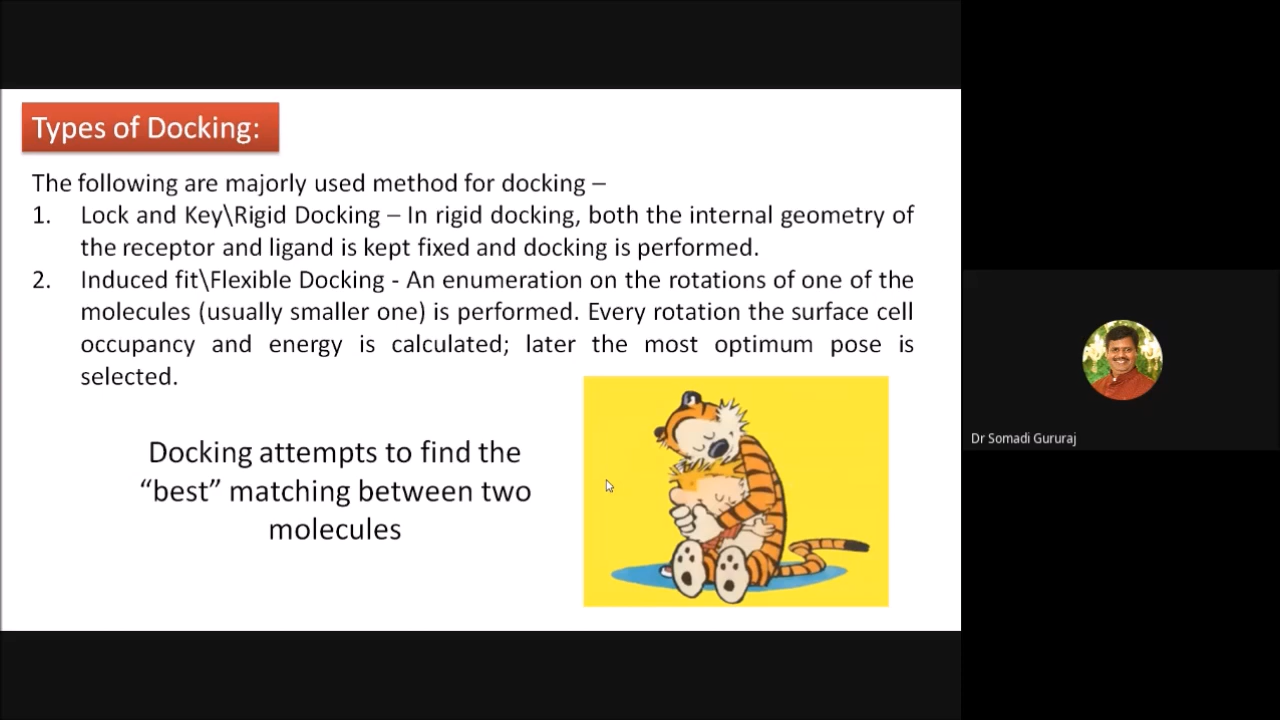 Types of Docking:
The following are majorly used method for docking –
1. Lock and Key\Rigid Docking – In rigid docking, both the internal geometry of
the receptor and ligand is kept fixed and docking is performed.
2. Induced fit\Flexible Docking - An enumeration on the rotations of one of the
molecules (usually smaller one) is performed. Every rotation the surface cell
occupancy and energy is calculated; later the most optimum pose is
selected.
Docking attempts to find the
“best” matching between two
molecules
Dr Somadi Gururaj